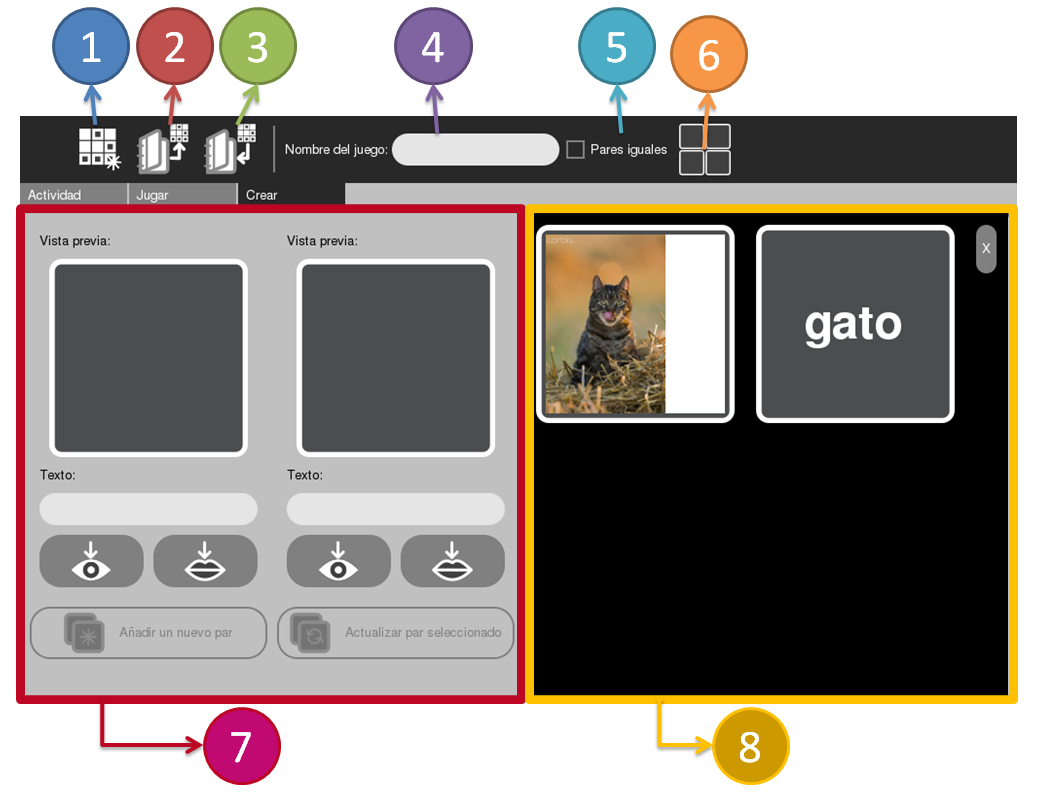 1 2 3 4 5 6
Nombre del juego: Pares iguales
Actividad Jugar Crear
Vista previa: Vista previa:
corbis
X
gato
Texto: Texto:
Añadir un nuevo par Actualizar par seleccionado
7 8